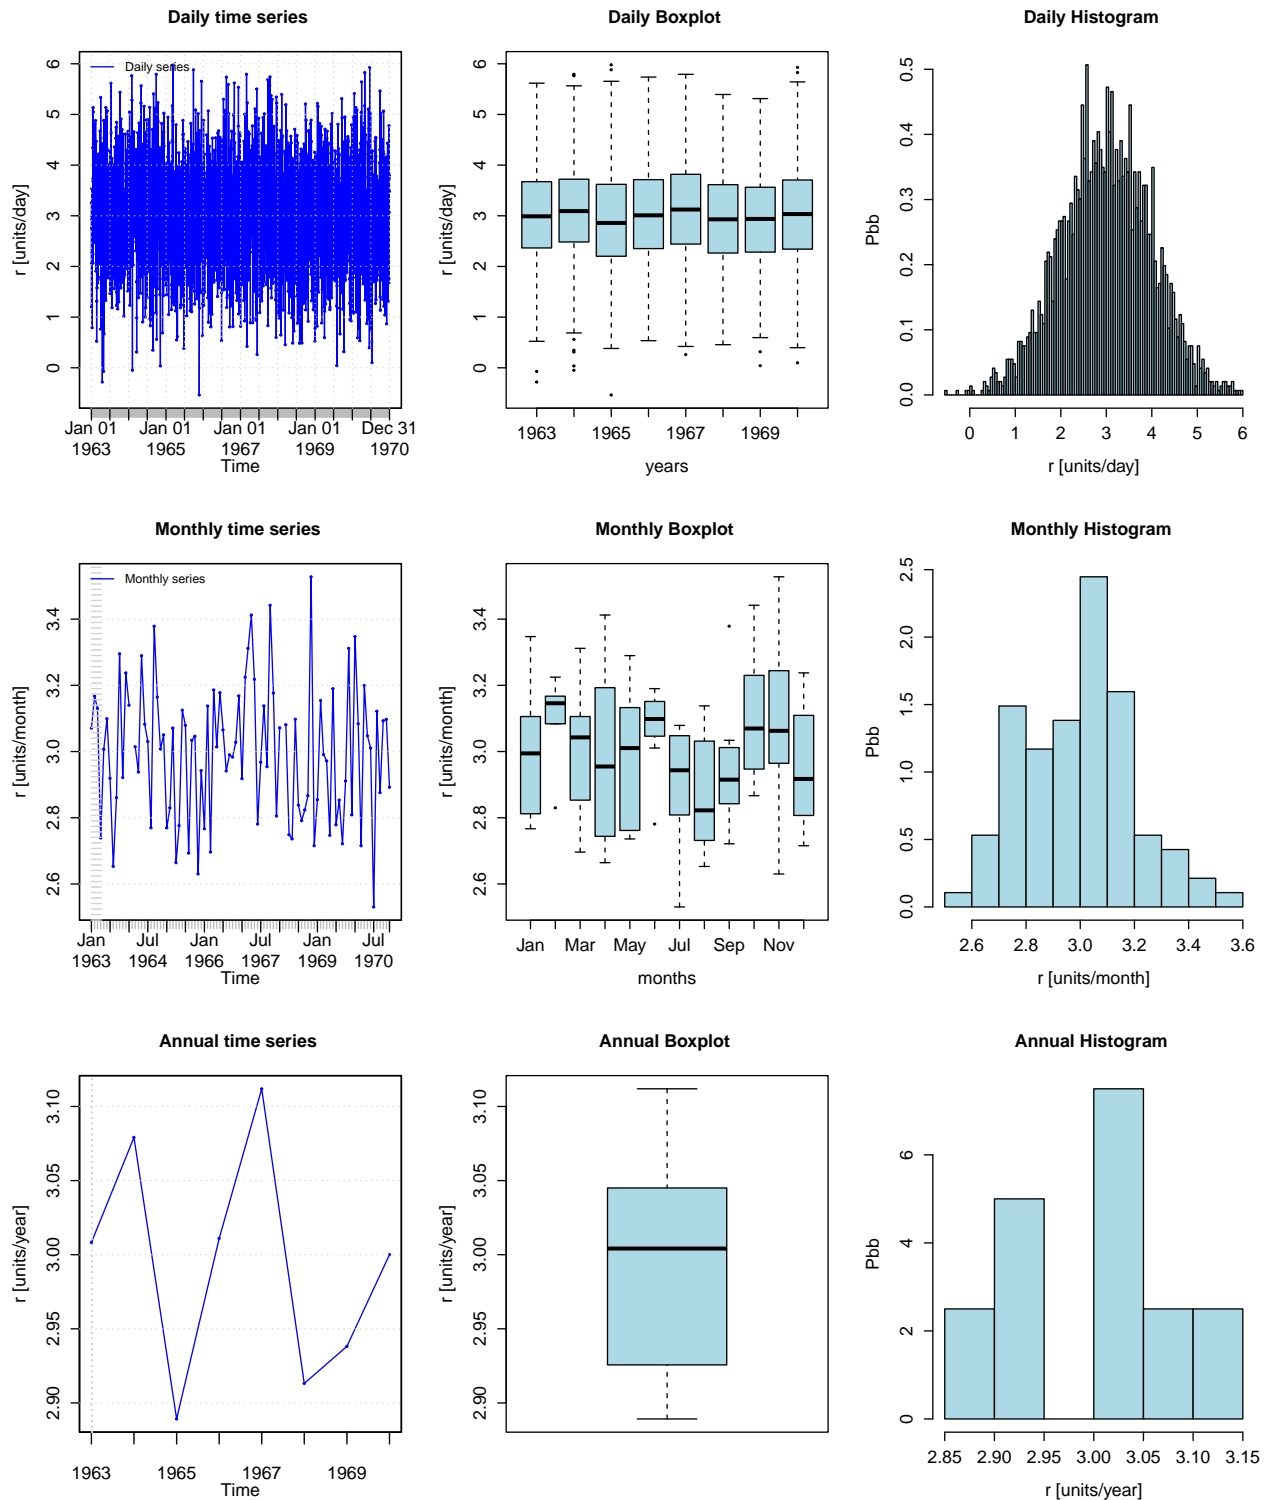 Daily time series
Daily series
r [units/day]
6
5
4
3
2
1
0
Jan 01 Jan 01 Jan 01 Jan 01 Dec 31
1963 1965 1967 1969 1970
Time
Daily Boxplot
r [units/day]
6
5
4
3
2
1
0
1963 1965 1967 1969
years
Daily Histogram
Pbb
0.5
0.4
0.3
0.2
0.1
0.0
0 1 2 3 4 5 6
r [units/day]
Monthly time series
Monthly series
r [units/month]
3.4
3.2
3.0
2.8
2.6
Jan Jul Jan Jul Jan Jul
1963 1964 1966 1967 1969 1970
Time
Monthly Boxplot
r [units/month]
3.4
3.2
3.0
2.8
2.6
Jan Mar May Jul Sep Nov
months
Monthly Histogram
Pbb
2.5
2.0
1.5
1.0
0.5
0.0
2.6 2.8 3.0 3.2 3.4 3.6
r [units/month]
Annual time series
r [units/year]
3.10
3.05
3.00
2.95
2.90
1963 1965 1967 1969
Time
Annual Boxplot
r [units/year]
3.10
3.05
3.00
2.95
2.90
Annual Histogram
Pbb
6
4
2
0
2.85 2.90 2.95 3.00 3.05 3.10 3.15
r [units/year]